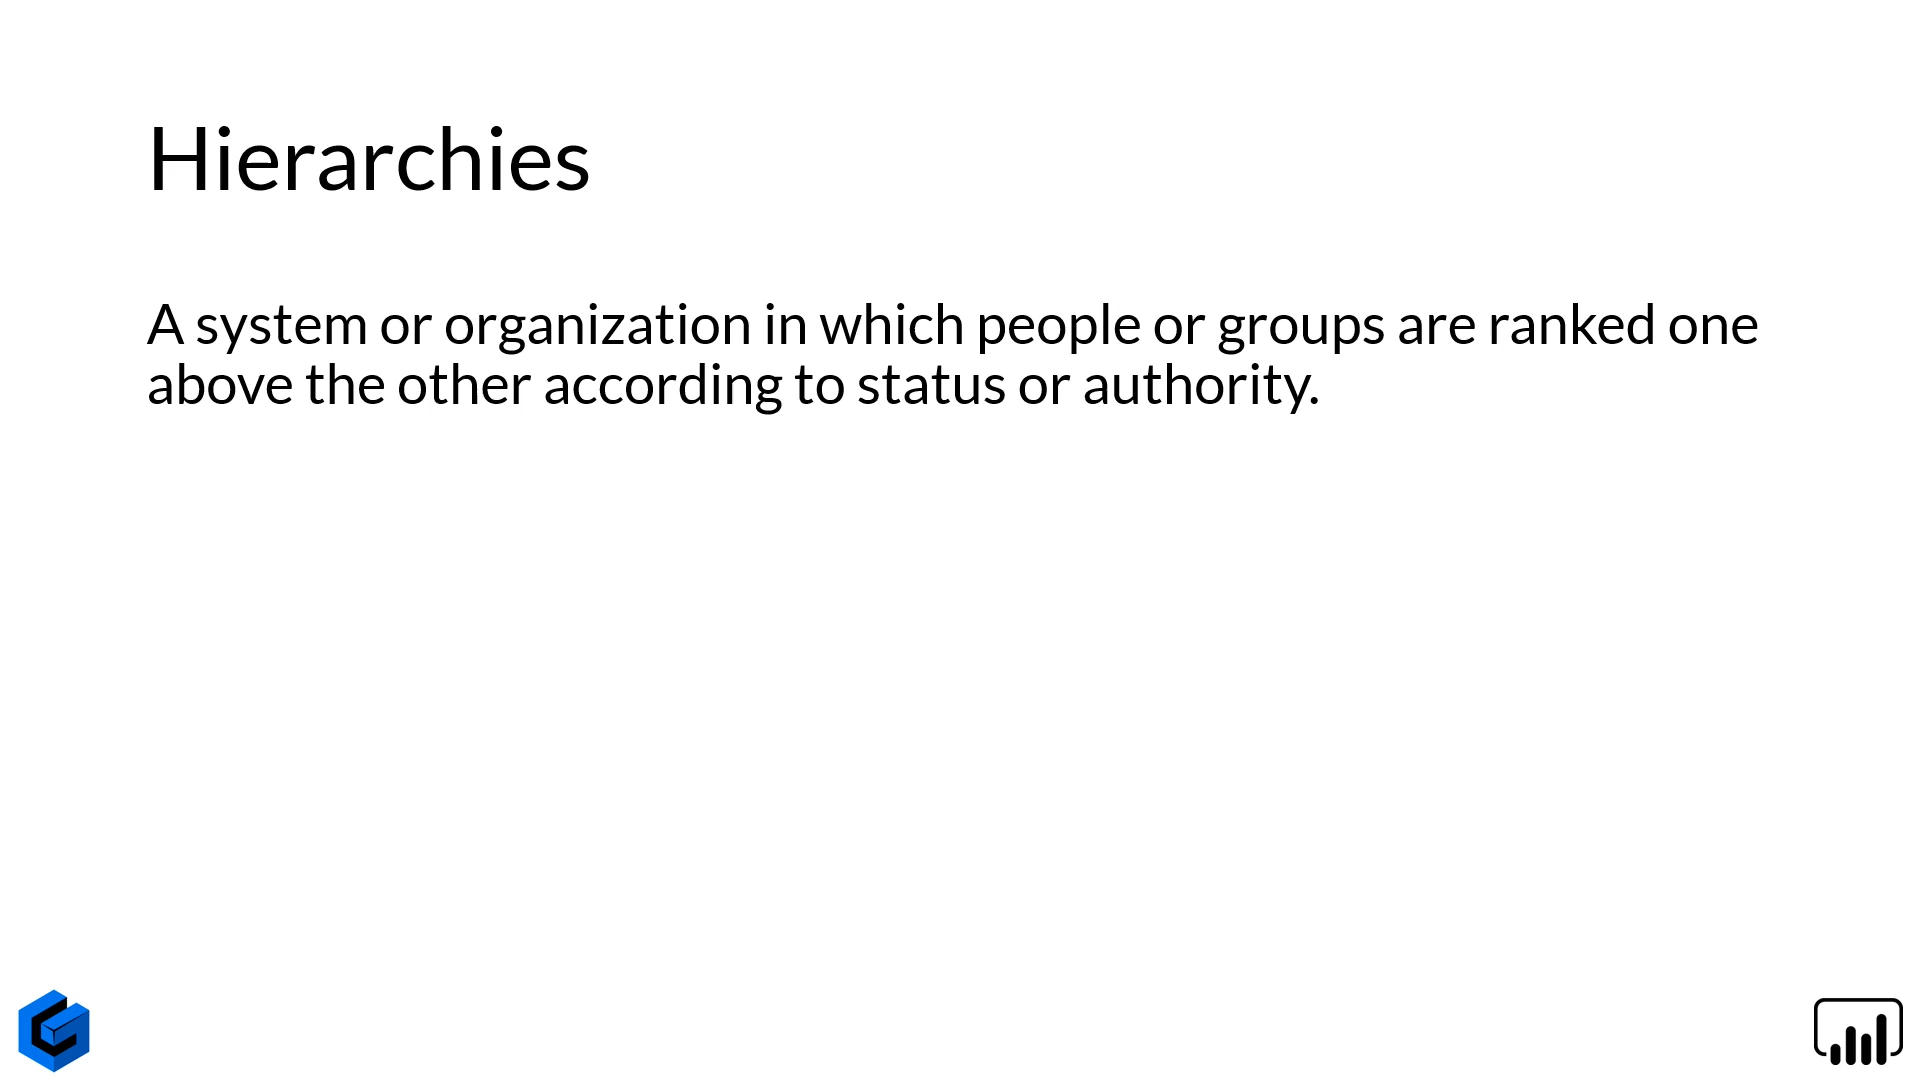 Hierarchies
A system or organization in which people or groups are ranked one
above the other according to status or authority.